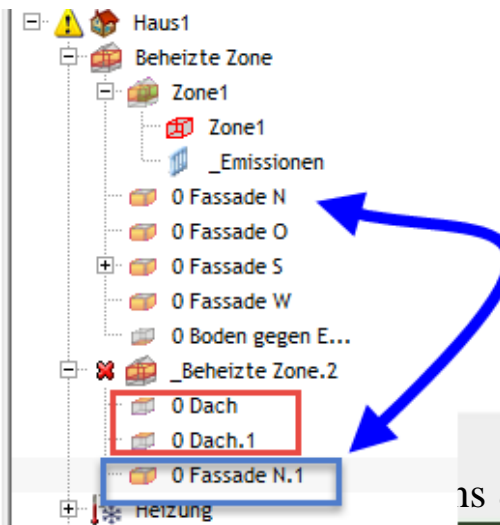 Haus1
Beheizte Zone
Zone1
Zone1
_Emissionen
0 Fassade N
0 Fassade O
0 Fassade S
0 Fassade W
0 Boden gegen E...
_Beheizte Zone.2
0 Dach
0 Dach.1
0 Fassade N.1
Heizung